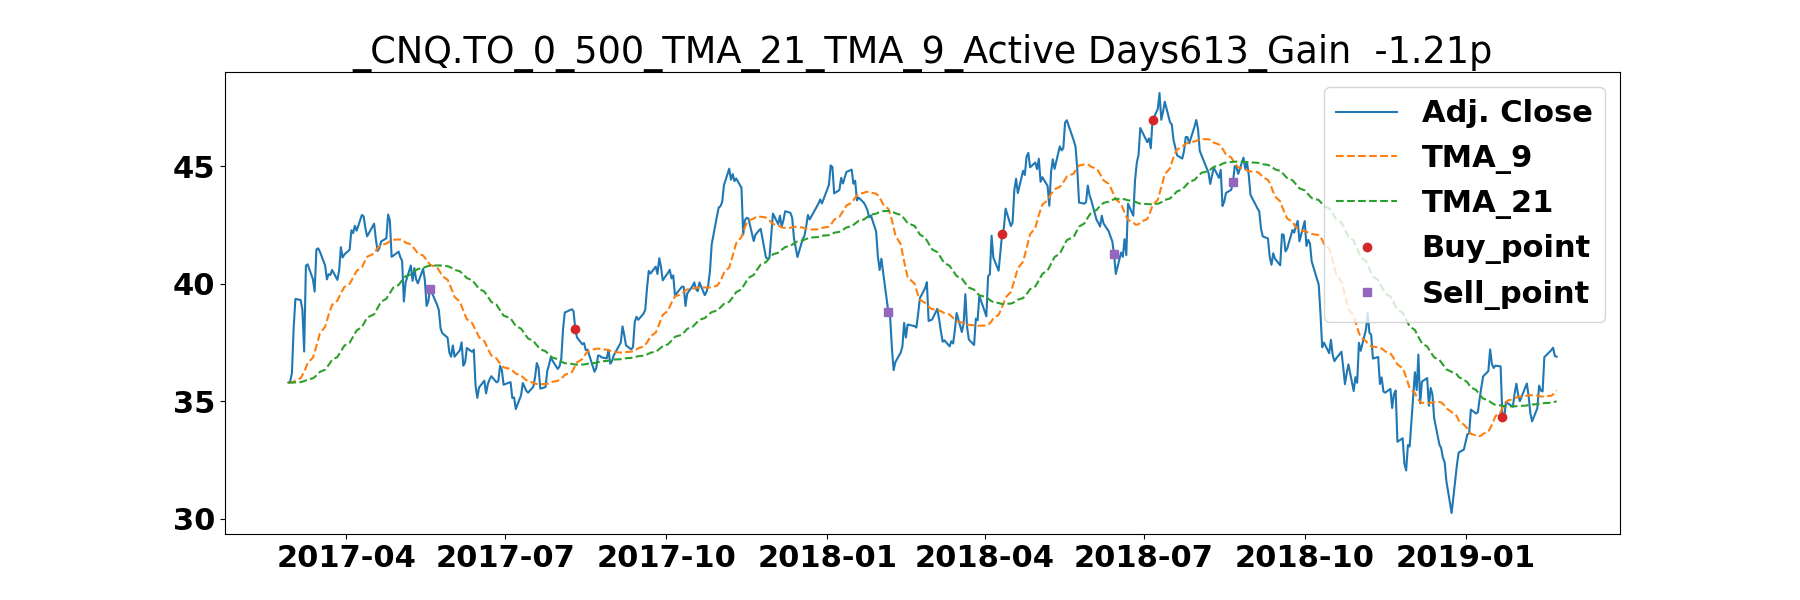 _CNQ.TO_0_500_TMA_21_TMA_9_Active Days613_Gain  -1.21p
Adj. Close
TMA_9
TMA_21
Buy_point
Sell_point
45
40
35
30
2017-04 2017-07 2017-10 2018-01 2018-04 2018-07 2018-10 2019-01